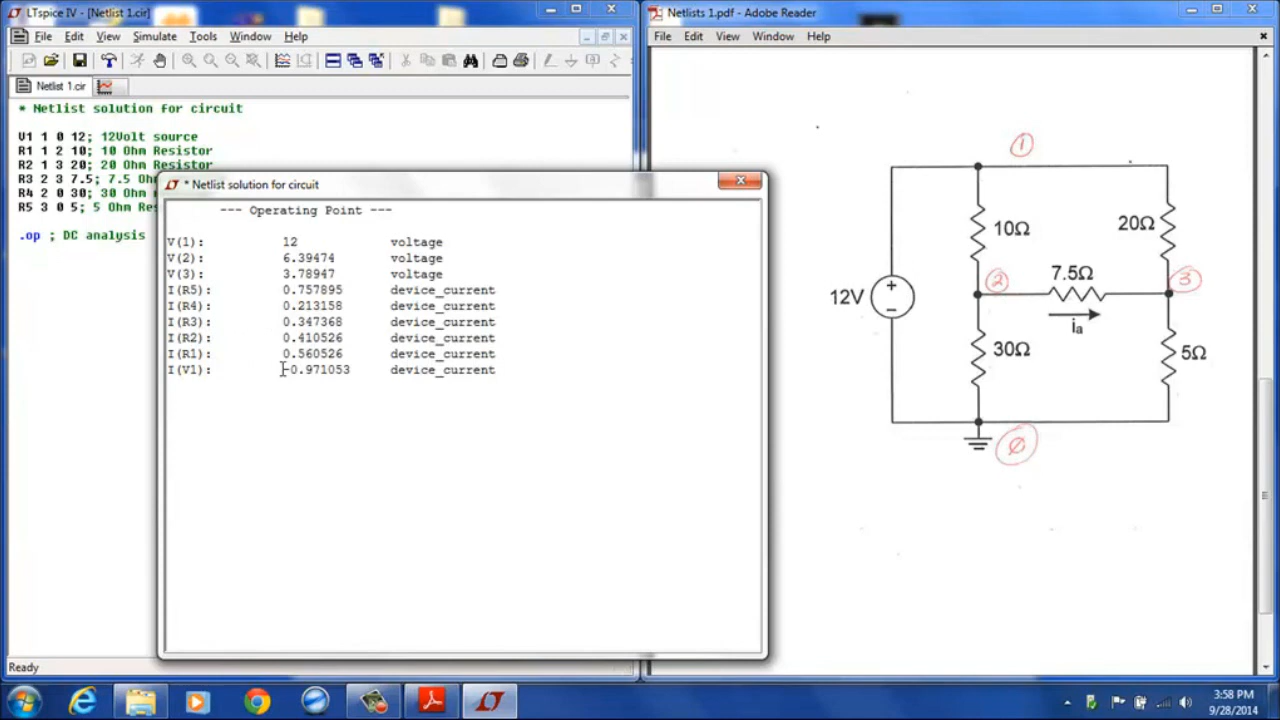 LTspice IV - [Netlist 1.cir]
File Edit View Simulate Tools Window Help
Netlist 1.cir
* Netlist solution for circuit
V1 1 0 12; 12Volt source
R1 1 2 10; 10 Ohm Resistor
R2 1 3 20; 20 Ohm Resistor
R3 2 3 7.5; 7.5 Ohm
R4 2 0 30; 30 Ohm
R5 3 0 5; 5 Ohm Res
.op ; DC analysis
* Netlist solution for circuit
--- Operating Point ---
V(1): 12 voltage
V(2): 6.39474 voltage
V(3): 3.78947 voltage
I(R5): 0.757895 device_current
I(R4): 0.213158 device_current
I(R3): 0.347368 device_current
I(R2): 0.410526 device_current
I(R1): 0.560526 device_current
I(V1): -0.971053 device_current
Ready
Netlists 1.pdf - Adobe Reader
File Edit View Window Help
1
10Ω
20Ω
2
7.5Ω
3
12V
+
−
ia
30Ω
5Ω
0
3:58 PM
9/28/2014